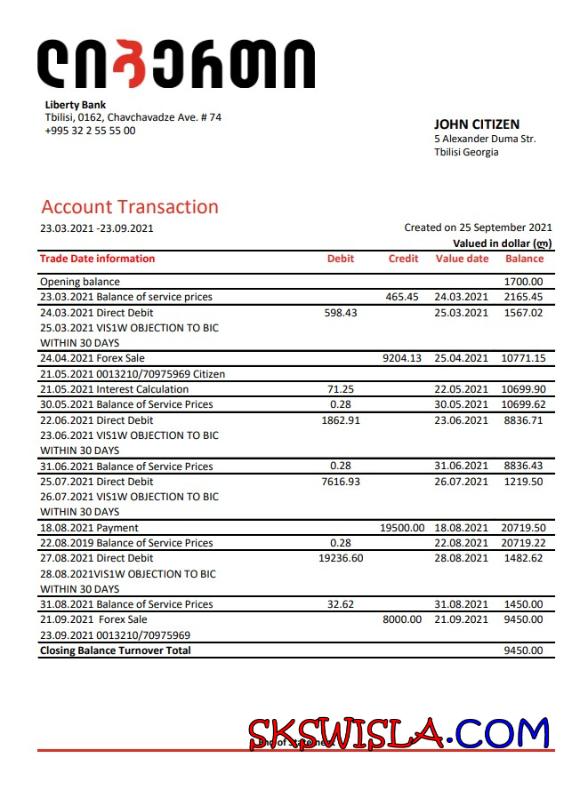 ლიბერთი
Liberty Bank
Tbilisi, 0162, Chavchavadze Ave. # 74
+995 32 2 55 55 00
JOHN CITIZEN
5 Alexander Duma Str.
Tbilisi Georgia
Account Transaction
23.03.2021 -23.09.2021 Created on 25 September 2021
Valued in dollar (ლ)
Trade Date information Debit Credit Value date Balance
Opening balance 1700.00
23.03.2021 Balance of service prices 465.45 24.03.2021 2165.45
24.03.2021 Direct Debit 598.43 25.03.2021 1567.02
25.03.2021 VIS1W OBJECTION TO BIC
WITHIN 30 DAYS
24.04.2021 Forex Sale 9204.13 25.04.2021 10771.15
21.05.2021 0013210/70975969 Citizen
21.05.2021 Interest Calculation 71.25 22.05.2021 10699.90
30.05.2021 Balance of Service Prices 0.28 30.05.2021 10699.62
22.06.2021 Direct Debit 1862.91 23.06.2021 8836.71
23.06.2021 VIS1W OBJECTION TO BIC
WITHIN 30 DAYS
31.06.2021 Balance of Service Prices 0.28 31.06.2021 8836.43
25.07.2021 Direct Debit 7616.93 26.07.2021 1219.50
26.07.2021 VIS1W OBJECTION TO BIC
WITHIN 30 DAYS
18.08.2021 Payment 19500.00 18.08.2021 20719.50
22.08.2019 Balance of Service Prices 0.28 22.08.2021 20719.22
27.08.2021 Direct Debit 19236.60 28.08.2021 1482.62
28.08.2021VIS1W OBJECTION TO BIC
WITHIN 30 DAYS
31.08.2021 Balance of Service Prices 32.62 31.08.2021 1450.00
21.09.2021 Forex Sale 8000.00 21.09.2021 9450.00
23.09.2021 0013210/70975969
Closing Balance Turnover Total 9450.00
SKSWISLA.COM